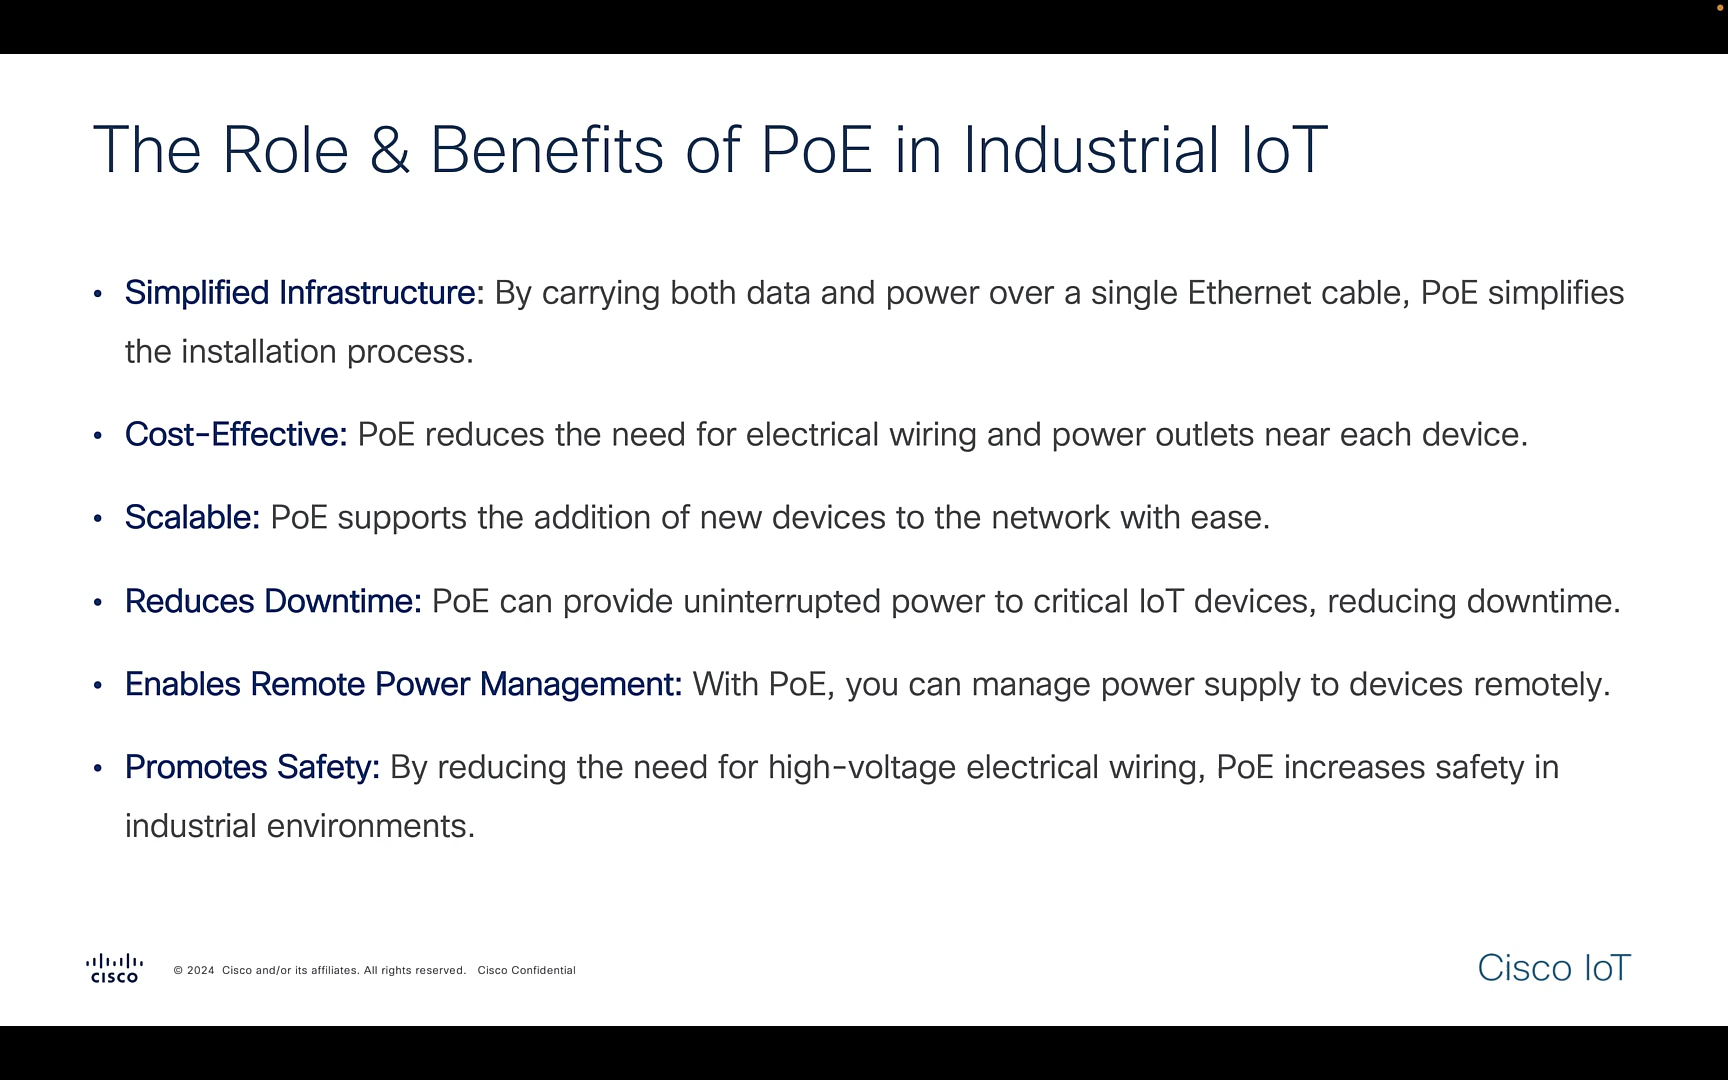 The Role & Benefits of PoE in Industrial IoT
• Simplified Infrastructure: By carrying both data and power over a single Ethernet cable, PoE simplifies
the installation process.
• Cost-Effective: PoE reduces the need for electrical wiring and power outlets near each device.
• Scalable: PoE supports the addition of new devices to the network with ease.
• Reduces Downtime: PoE can provide uninterrupted power to critical IoT devices, reducing downtime.
• Enables Remote Power Management: With PoE, you can manage power supply to devices remotely.
• Promotes Safety: By reducing the need for high-voltage electrical wiring, PoE increases safety in
industrial environments.
CISCO
© 2024 Cisco and/or its affiliates. All rights reserved. Cisco Confidential
Cisco IoT